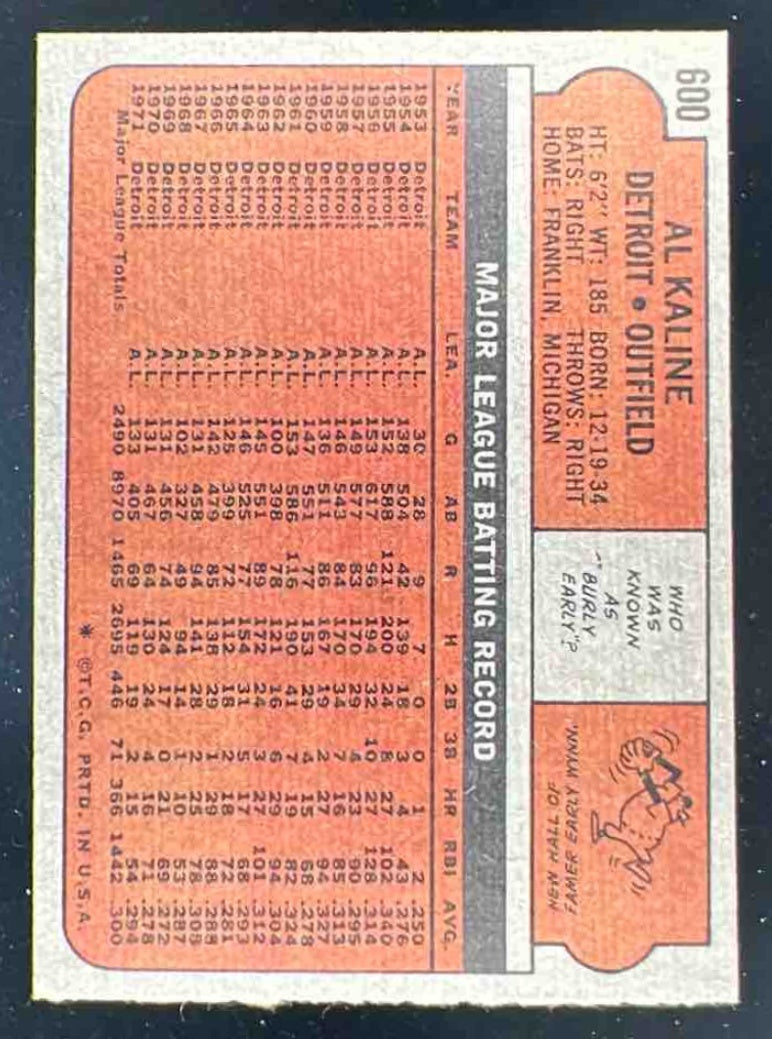 600
AL KALINE
DETROIT • OUTFIELD
HT: 6'2" WT: 185 BORN: 12-19-34
BATS: RIGHT THROWS: RIGHT
HOME: FRANKLIN, MICHIGAN
WHO
WAS
KNOWN
AS
"BURLY
EARLY"?
NEW HALL OF
FAMER EARLY WYNN.
MAJOR LEAGUE BATTING RECORD
YEAR TEAM LEA. G AB R H 2B 3B HR RBI AVG.
1953 Detroit A.L. 30 28 9 7 0 0 1 2 .250
1954 Detroit A.L. 138 504 42 139 18 3 4 43 .276
1955 Detroit A.L. 152 588 121 200 24 8 27 102 .340
1956 Detroit A.L. 153 617 96 194 32 10 27 128 .314
1957 Detroit A.L. 149 577 83 170 29 4 23 90 .295
1958 Detroit A.L. 146 543 84 170 34 7 16 85 .313
1959 Detroit A.L. 136 511 86 167 19 2 27 94 .327
1960 Detroit A.L. 147 551 77 153 29 4 15 68 .278
1961 Detroit A.L. 153 586 116 190 41 7 19 82 .324
1962 Detroit A.L. 100 398 78 121 16 6 29 94 .304
1963 Detroit A.L. 145 551 89 172 24 3 27 101 .312
1964 Detroit A.L. 146 525 77 154 31 5 17 68 .293
1965 Detroit A.L. 125 399 72 112 18 2 18 72 .281
1966 Detroit A.L. 142 479 85 138 29 1 29 88 .288
1967 Detroit A.L. 131 458 94 141 28 2 25 78 .308
1968 Detroit A.L. 102 327 49 94 14 1 10 53 .287
1969 Detroit A.L. 131 456 74 124 17 0 21 69 .272
1970 Detroit A.L. 131 467 64 130 24 4 16 71 .278
1971 Detroit A.L. 133 405 69 119 19 2 15 54 .294
Major League Totals 2490 8970 1465 2695 446 71 366 1442 .300
* ©T.C.G. PRTD. IN U.S.A.